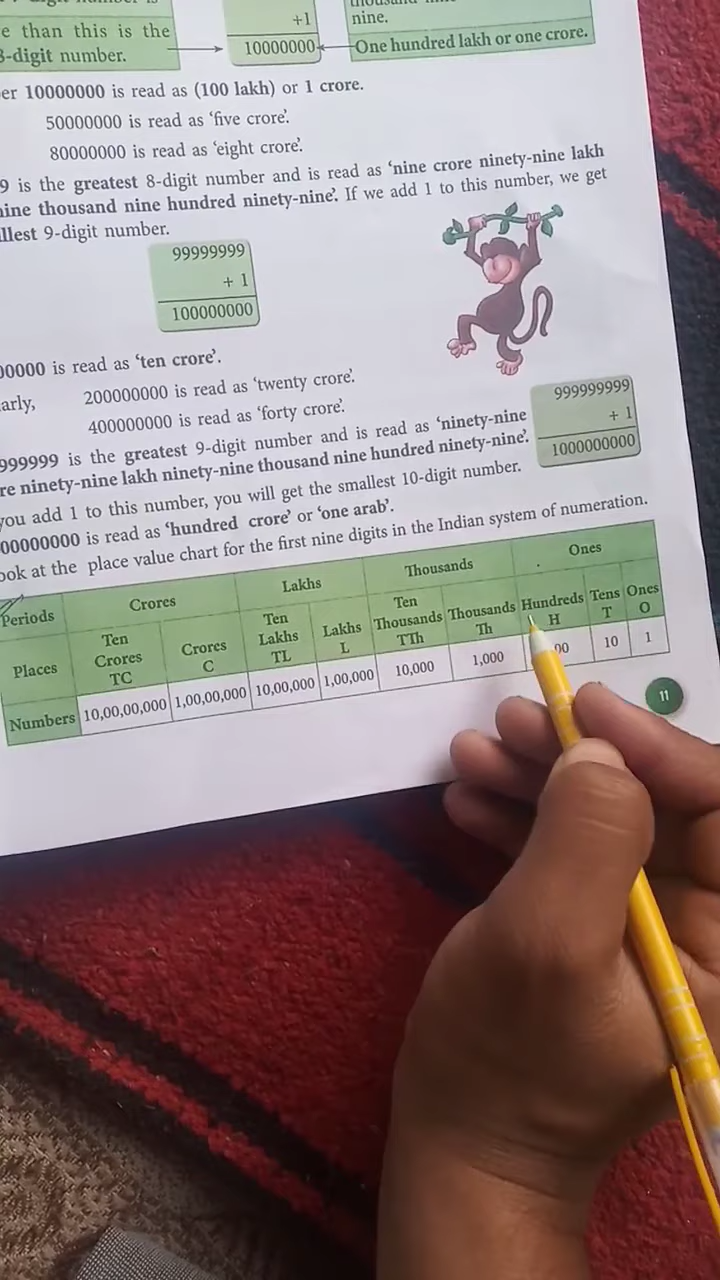 e than this is the
+1
nine.
-digit number.
10000000
One hundred lakh or one crore.
er 10000000 is read as (100 lakh) or 1 crore.
50000000 is read as ‘five crore’.
80000000 is read as ‘eight crore’.
9 is the greatest 8-digit number and is read as ‘nine crore ninety-nine lakh
nine thousand nine hundred ninety-nine’. If we add 1 to this number, we get
llest 9-digit number.
99999999
+ 1
100000000
00000 is read as ‘ten crore’.
arly, 200000000 is read as ‘twenty crore’.
400000000 is read as ‘forty crore’.
999999 is the greatest 9-digit number and is read as ‘ninety-nine
re ninety-nine lakh ninety-nine thousand nine hundred ninety-nine’.
you add 1 to this number, you will get the smallest 10-digit number.
00000000 is read as ‘hundred crore’ or ‘one arab’.
999999999
+ 1
1000000000
ook at the place value chart for the first nine digits in the Indian system of numeration.
Periods Crores Lakhs Thousands Ones
Places Ten Crores TC Crores C Ten Lakhs TL Lakhs L Ten Thousands TTh Thousands Th Hundreds H Tens T Ones O
Numbers 10,00,00,000 1,00,00,000 10,00,000 1,00,000 10,000 1,000 00 10 1
11